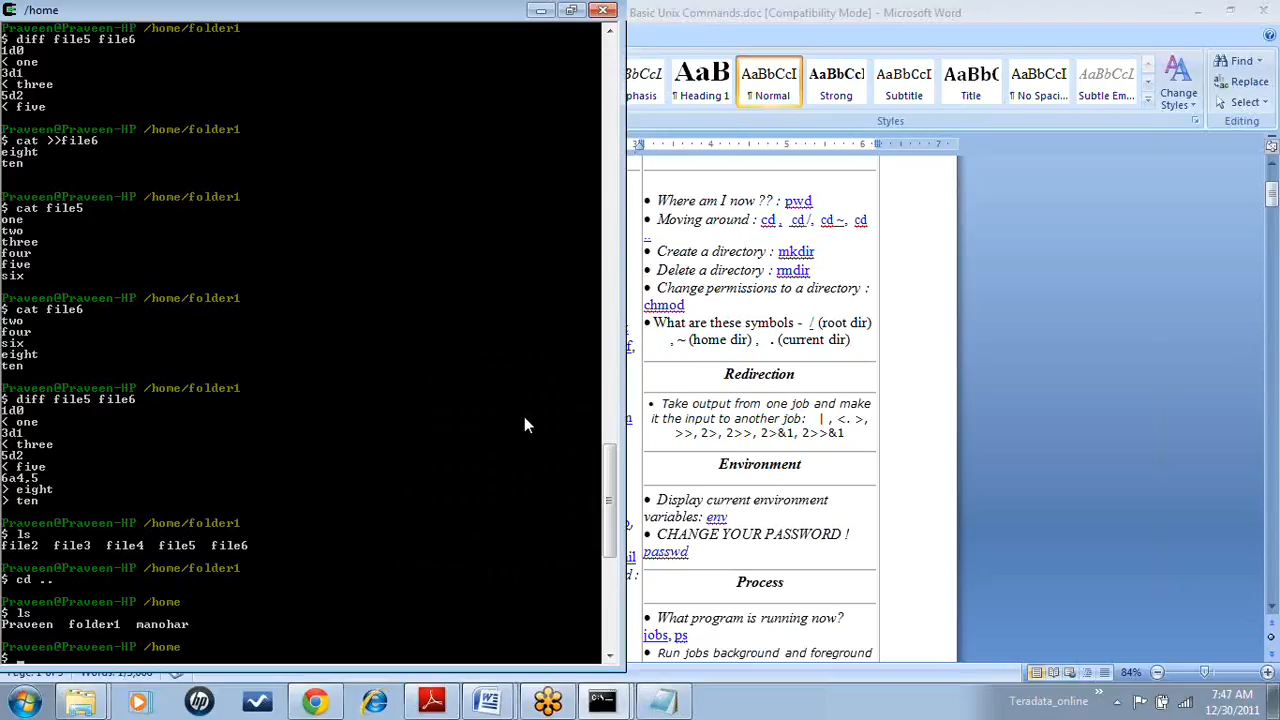 /home
Praveen@Praveen-HP /home/folder1
$ diff file5 file6
1d0
< one
3d1
< three
5d2
< five
Praveen@Praveen-HP /home/folder1
$ cat >>file6
eight
ten
Praveen@Praveen-HP /home/folder1
$ cat file5
one
two
three
four
five
six
Praveen@Praveen-HP /home/folder1
$ cat file6
two
four
six
eight
ten
Praveen@Praveen-HP /home/folder1
$ diff file5 file6
1d0
< one
3d1
< three
5d2
< five
6a4,5
> eight
> ten
Praveen@Praveen-HP /home/folder1
$ ls
file2 file3 file4 file5 file6
Praveen@Praveen-HP /home/folder1
$ cd ..
Praveen@Praveen-HP /home
$ ls
Praveen folder1 manohar
Praveen@Praveen-HP /home
$ _
Basic Unix Commands.doc [Compatibility Mode] - Microsoft Word
BbCcI AaB AaBbCcI AaBbCcI AaBbCcI AaBbC AaBbCcI AaBbCcI
phasis ¶ Heading 1 ¶ Normal Strong Subtitle Title ¶ No Spaci... Subtle Em...
Change
Styles
Find
Replace
Select
Styles
Editing
4 5 6 7
• Where am I now ?? : pwd
• Moving around : cd , cd /, cd ~, cd
..
• Create a directory : mkdir
• Delete a directory : rmdir
• Change permissions to a directory :
chmod
• What are these symbols - / (root dir)
, ~ (home dir) , . (current dir)
Redirection
• Take output from one job and make
it the input to another job: | , <. >,
>>, 2>, 2>>, 2>&1, 2>>&1
Environment
• Display current environment
variables: env
• CHANGE YOUR PASSWORD !
passwd
Process
• What program is running now?
jobs, ps
• Run jobs background and foreground
84%
Teradata_online
7:47 AM
12/30/2011